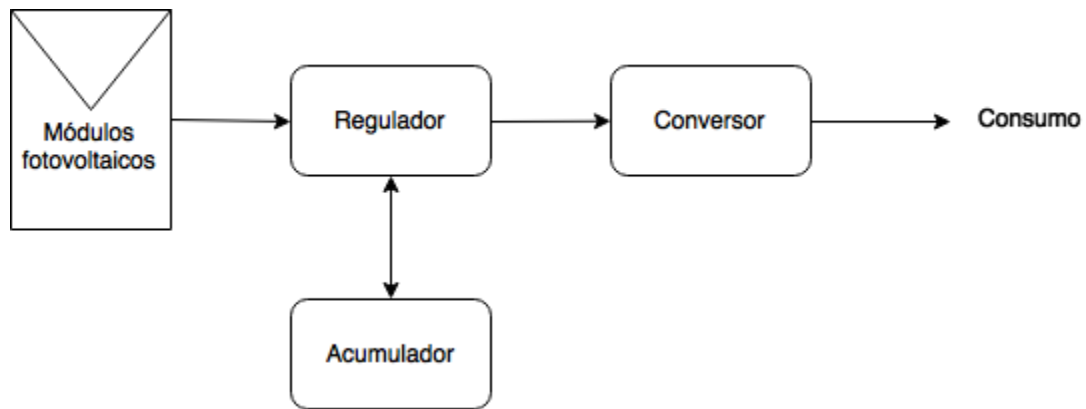 Módulos
fotovoltaicos
Regulador
Conversor
Consumo
Acumulador